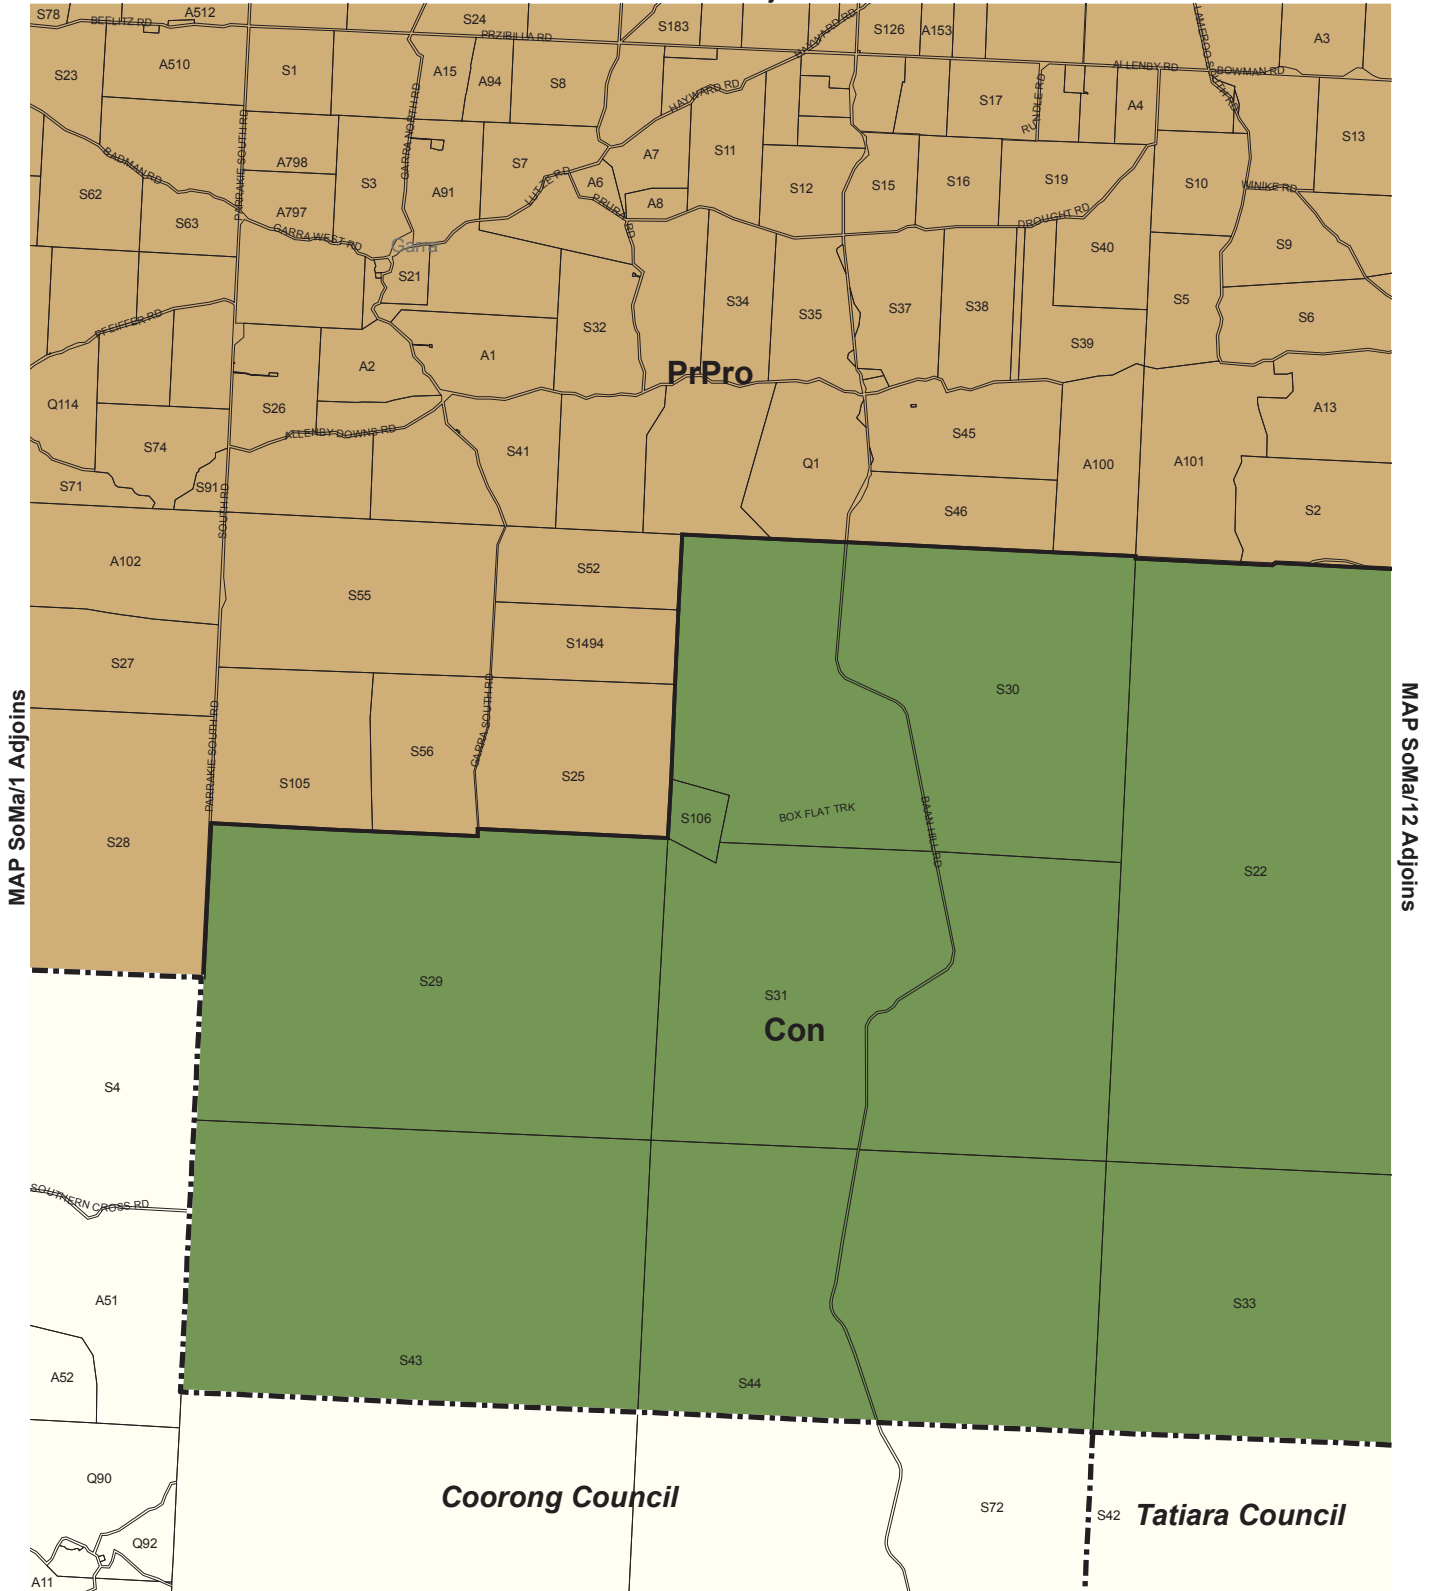 S78
A512
S24
S183
HAYWARD RD
S126
A153
LAMEROO SOUTH RD
A3
BEELITZ RD
PRZIBILLA RD
S23
A510
S1
A15
A94
S8
HAYWARD RD
S17
RUNDLE RD
ALLENBY RD
BOWMAN RD
A4
S13
BADMAN RD
PARRAKIE SOUTH RD
GARRA NORTH RD
A798
S3
S7
A7
S11
S62
A91
LUTZE RD
A6
A8
S12
S15
S16
S19
S10
WINIKE RD
S63
A797
PRURA RD
DROUGHT RD
GARRA WEST RD
Garra
S21
S40
S9
PFEIFFER RD
S32
S34
S35
S37
S38
S39
S5
S6
A2
A1
PrPro
Q114
S26
A13
ALLENBY DOWNS RD
S74
S41
S45
Q1
A100
A101
S71
S91
SOUTH RD
S46
S2
A102
S52
S55
S1494
S27
S30
MAP SoMa/1 Adjoins
MAP SoMa/12 Adjoins
PARRAKIE SOUTH RD
GARRA SOUTH RD
S56
S105
S25
S106
BOX FLAT TRK
BAAN HILL RD
S28
S22
S29
S31
Con
S4
SOUTHERN CROSS RD
A51
S33
A52
S43
S44
Q90
Coorong Council
S72
S42
Tatiara Council
Q92
A11